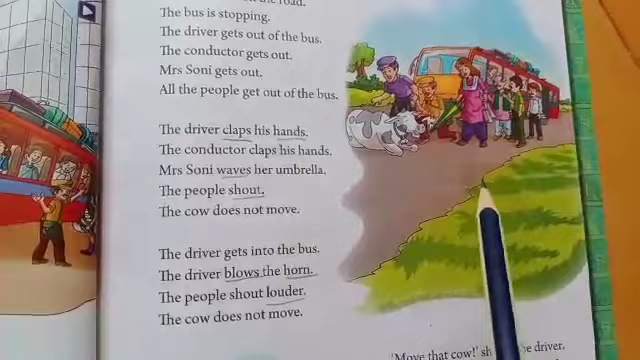 the road.
The bus is stopping.
The driver gets out of the bus.
The conductor gets out.
Mrs Soni gets out.
All the people get out of the bus.
The driver claps his hands.
The conductor claps his hands.
Mrs Soni waves her umbrella.
The people shout.
The cow does not move.
The driver gets into the bus.
The driver blows the horn.
The people shout louder.
The cow does not move.
'Move that cow!' driver.